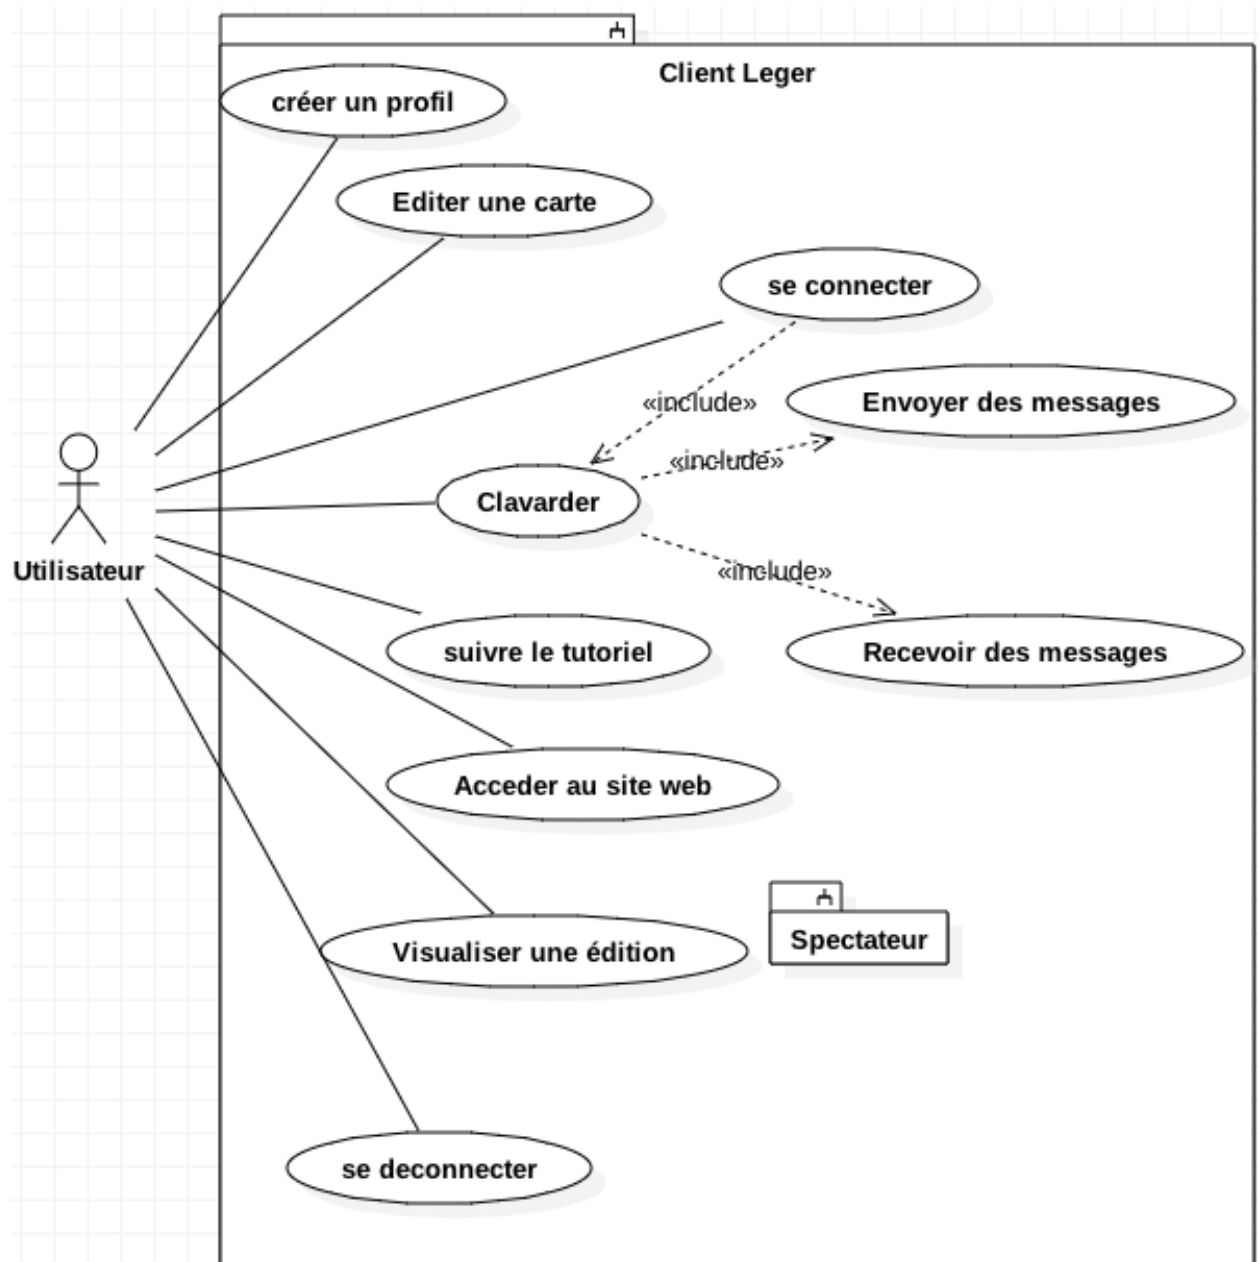 Client Leger
créer un profil
Editer une carte
se connecter
«include»
Envoyer des messages
«include»
Clavarder
Utilisateur
«include»
suivre le tutoriel
Recevoir des messages
Acceder au site web
Visualiser une édition
Spectateur
se deconnecter